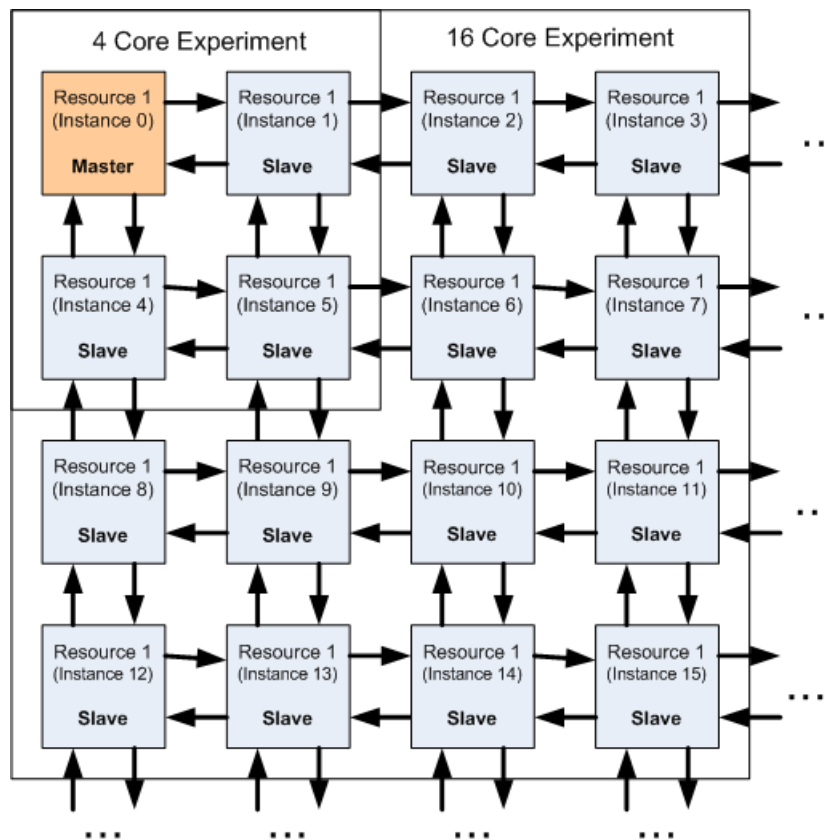 4 Core Experiment
16 Core Experiment
Resource 1
(Instance 0)
Master
Resource 1
(Instance 1)
Slave
Resource 1
(Instance 2)
Slave
Resource 1
(Instance 3)
Slave
..
Resource 1
(Instance 4)
Slave
Resource 1
(Instance 5)
Slave
Resource 1
(Instance 6)
Slave
Resource 1
(Instance 7)
Slave
..
Resource 1
(Instance 8)
Slave
Resource 1
(Instance 9)
Slave
Resource 1
(Instance 10)
Slave
Resource 1
(Instance 11)
Slave
..
Resource 1
(Instance 12)
Slave
Resource 1
(Instance 13)
Slave
Resource 1
(Instance 14)
Slave
Resource 1
(Instance 15)
Slave
...
... ... ... ...